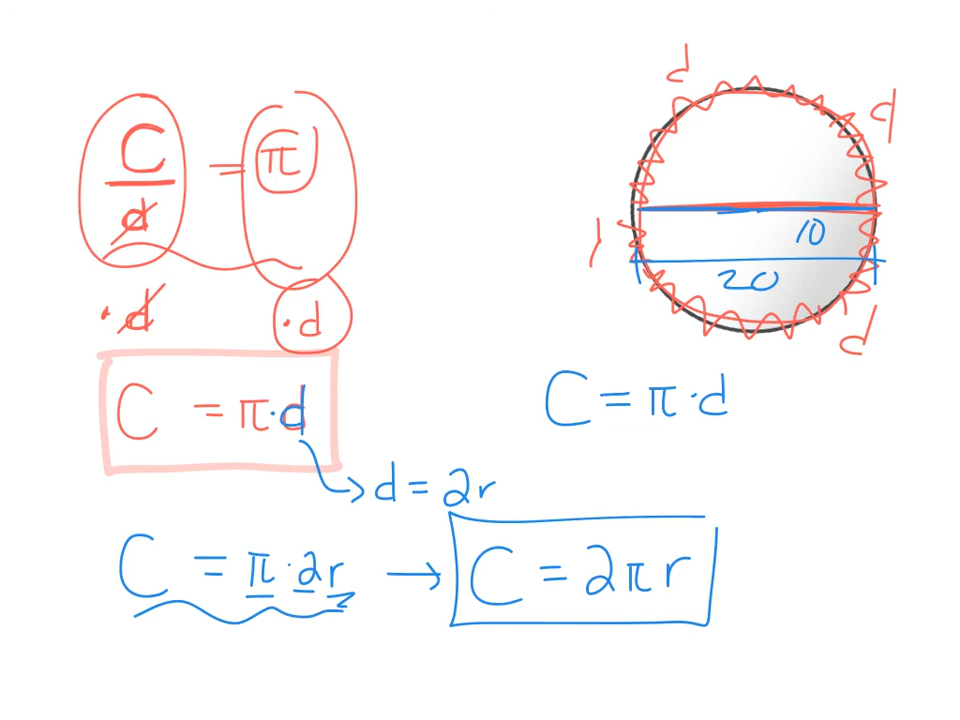 C/d = π
· d · d
C = π · d
→ d = 2r
C = π · 2r → C = 2πr
d
d
10
20
d
C = π · d